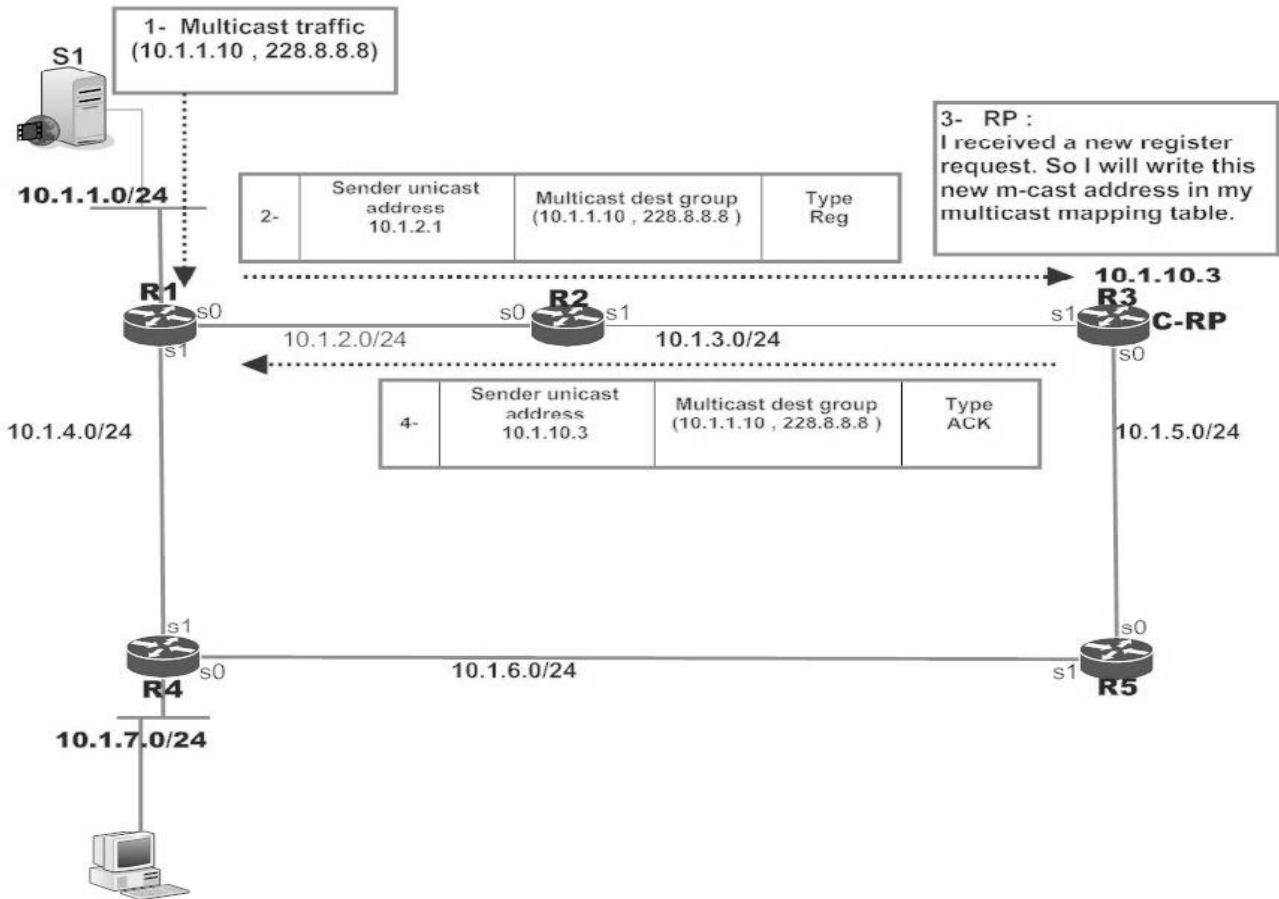 1- Multicast traffic
(10.1.1.10 , 228.8.8.8)
S1
3- RP :
I received a new register
request. So I will write this
new m-cast address in my
multicast mapping table.
10.1.1.0/24
2-
Sender unicast
address
10.1.2.1
Multicast dest group
(10.1.1.10 , 228.8.8.8 )
Type
Reg
10.1.10.3
R1
R2
R3
s0
s0
s1
s1
C-RP
s1
10.1.2.0/24
10.1.3.0/24
s0
4-
Sender unicast
address
10.1.10.3
Multicast dest group
(10.1.1.10 , 228.8.8.8 )
Type
ACK
10.1.4.0/24
10.1.5.0/24
s1
s0
s0
10.1.6.0/24
s1
R4
R5
10.1.7.0/24